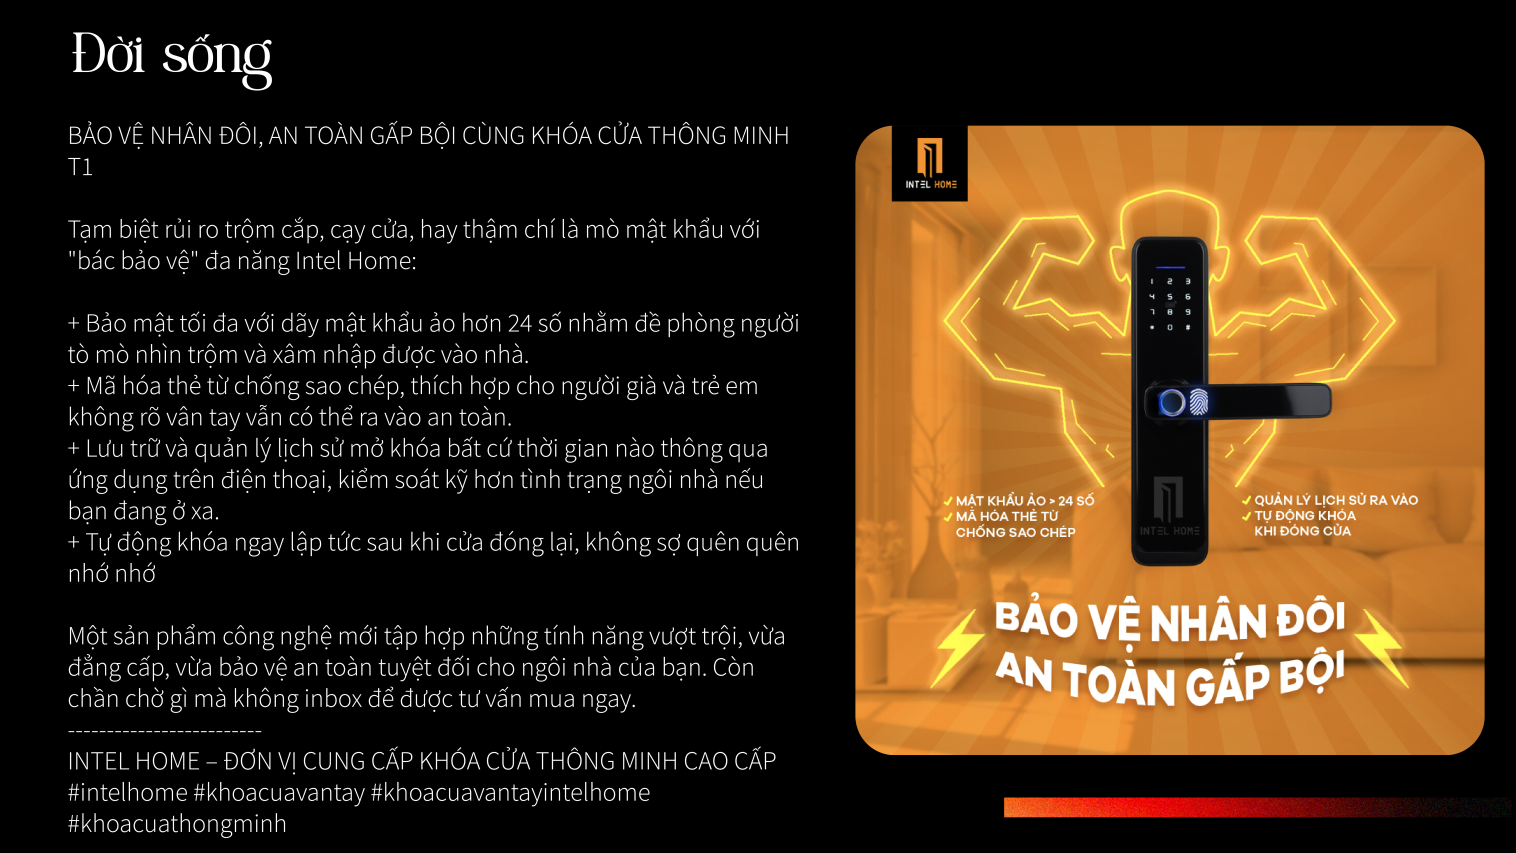 Đời sống
BẢO VỆ NHÂN ĐÔI, AN TOÀN GẤP BỘI CÙNG KHÓA CỬA THÔNG MINH
T1
Tạm biệt rủi ro trộm cắp, cạy cửa, hay thậm chí là mò mật khẩu với
"bác bảo vệ" đa năng Intel Home:
+ Bảo mật tối đa với dãy mật khẩu ảo hơn 24 số nhằm đề phòng người
tò mò nhìn trộm và xâm nhập được vào nhà.
+ Mã hóa thẻ từ chống sao chép, thích hợp cho người già và trẻ em
không rõ vân tay vẫn có thể ra vào an toàn.
+ Lưu trữ và quản lý lịch sử mở khóa bất cứ thời gian nào thông qua
ứng dụng trên điện thoại, kiểm soát kỹ hơn tình trạng ngôi nhà nếu
bạn đang ở xa.
+ Tự động khóa ngay lập tức sau khi cửa đóng lại, không sợ quên quên
nhớ nhớ
Một sản phẩm công nghệ mới tập hợp những tính năng vượt trội, vừa
đẳng cấp, vừa bảo vệ an toàn tuyệt đối cho ngôi nhà của bạn. Còn
chần chờ gì mà không inbox để được tư vấn mua ngay.
-------------------------
INTEL HOME – ĐƠN VỊ CUNG CẤP KHÓA CỬA THÔNG MINH CAO CẤP
#intelhome #khoacuavantay #khoacuavantayintelhome
#khoacuathongminh
INTEL HOME
1 2 3
4 5 6
7 8 9
* 0 #
INTEL HOME
MẬT KHẨU ẢO > 24 SỐ
MÃ HÓA THẺ TỪ
CHỐNG SAO CHÉP
QUẢN LÝ LỊCH SỬ RA VÀO
TỰ ĐỘNG KHÓA
KHI ĐÓNG CỬA
BẢO VỆ NHÂN ĐÔI
AN TOÀN GẤP BỘI